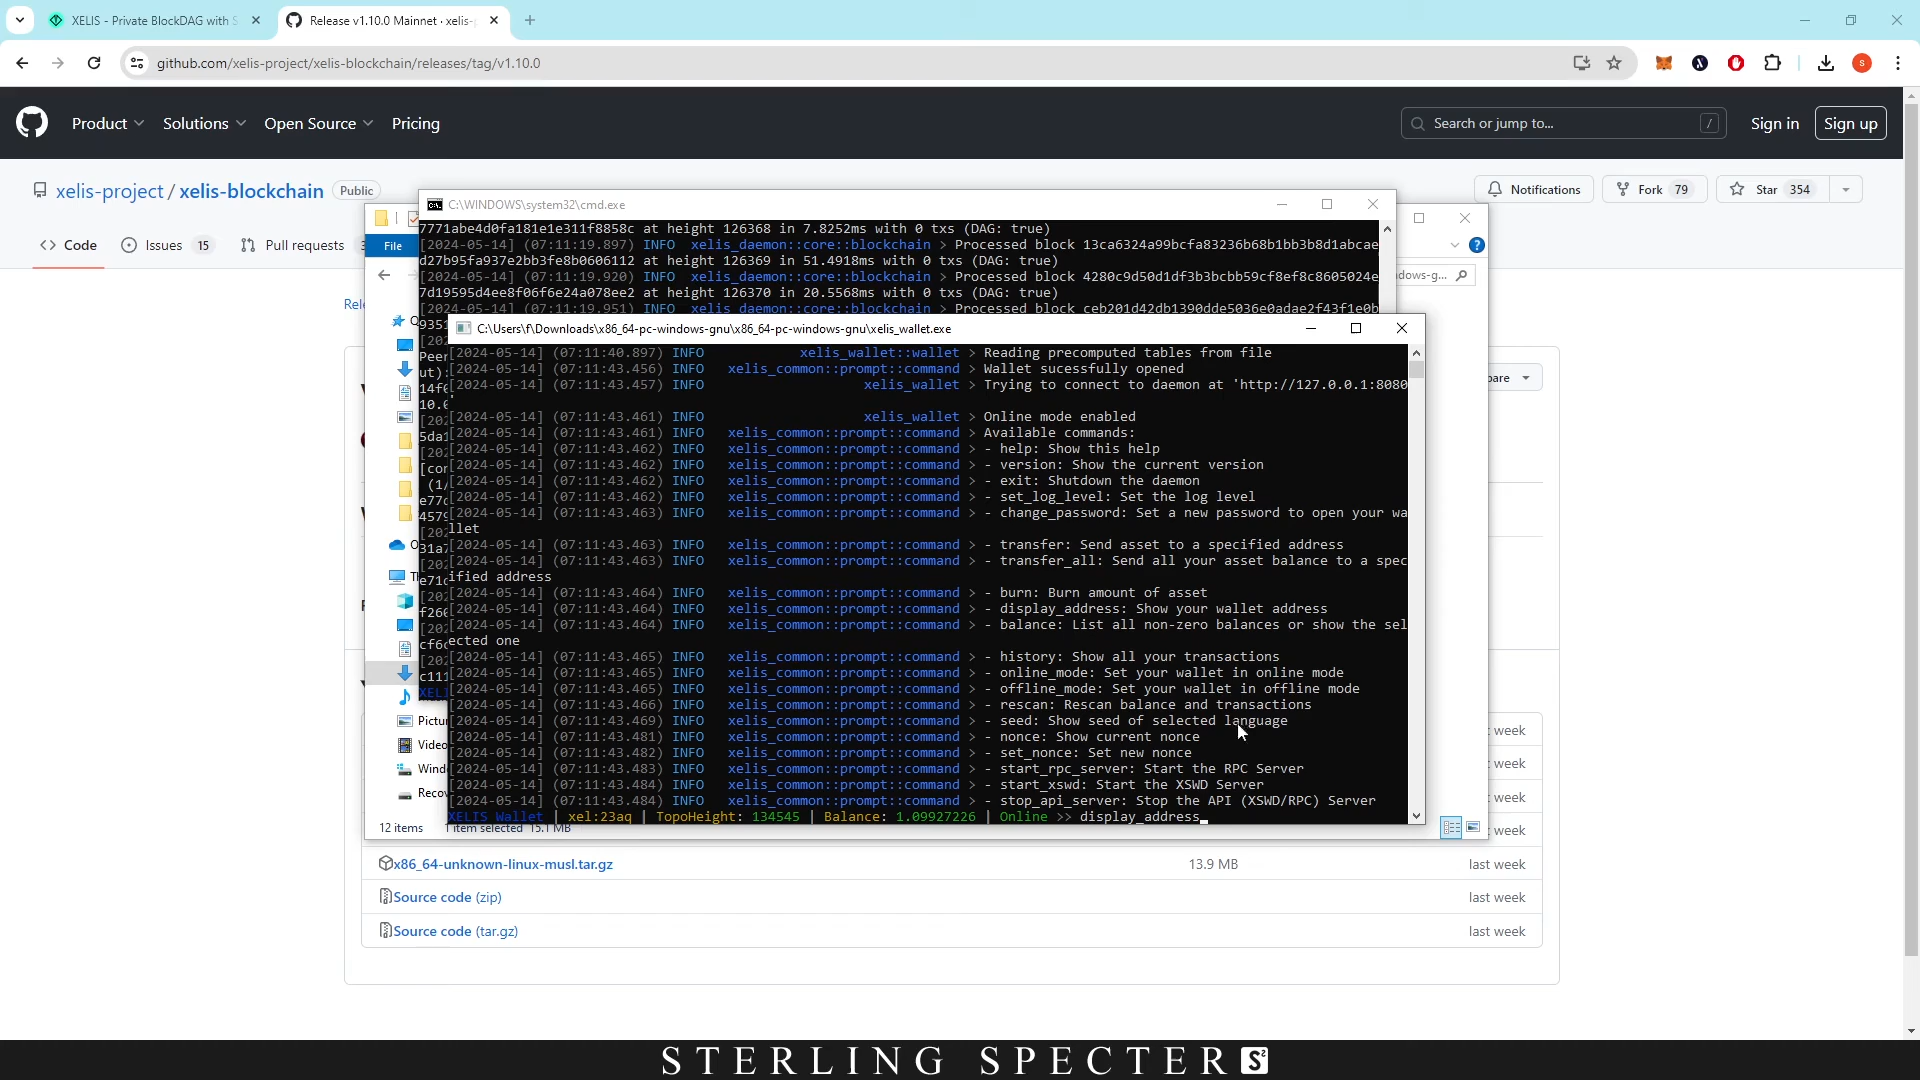 XELIS - Private BlockDAG with S
Release v1.10.0 Mainnet · xelis-
github.com/xelis-project/xelis-blockchain/releases/tag/v1.10.0
S
Product
Solutions
Open Source
Pricing
Search or jump to...
/
Sign in
Sign up
xelis-project / xelis-blockchain
Public
Notifications
Fork 79
Star 354
Code
Issues 15
Pull requests
C:\WINDOWS\system32\cmd.exe
7771abe4d0fa181e1e311f8858c at height 126368 in 7.8252ms with 0 txs (DAG: true)
[2024-05-14] (07:11:19.897) INFO xelis_daemon::core::blockchain > Processed block 13ca6324a99bcfa83236b68b1bb3b8d1abcae
d27b95fa937e2bb3fe8b0606112 at height 126369 in 51.4918ms with 0 txs (DAG: true)
[2024-05-14] (07:11:19.920) INFO xelis_daemon::core::blockchain > Processed block 4280c9d50d1df3b3bcbb59cf8ef8c8605024e
7d19595d4ee8f06f6e24a078ee2 at height 126370 in 20.5568ms with 0 txs (DAG: true)
[2024-05-14] (07:11:19.951) INFO xelis_daemon::core::blockchain > Processed block ceb201d42db1390dde5036e0adae2f43f1e0b
File
C:\Users\f\Downloads\x86_64-pc-windows-gnu\x86_64-pc-windows-gnu\xelis_wallet.exe
[2024-05-14] (07:11:40.897) INFO xelis_wallet::wallet > Reading precomputed tables from file
[2024-05-14] (07:11:43.456) INFO xelis_common::prompt::command > Wallet sucessfully opened
[2024-05-14] (07:11:43.457) INFO xelis_wallet > Trying to connect to daemon at 'http://127.0.0.1:8080
'
[2024-05-14] (07:11:43.461) INFO xelis_wallet > Online mode enabled
[2024-05-14] (07:11:43.461) INFO xelis_common::prompt::command > Available commands:
[2024-05-14] (07:11:43.462) INFO xelis_common::prompt::command > - help: Show this help
[2024-05-14] (07:11:43.462) INFO xelis_common::prompt::command > - version: Show the current version
[2024-05-14] (07:11:43.462) INFO xelis_common::prompt::command > - exit: Shutdown the daemon
[2024-05-14] (07:11:43.462) INFO xelis_common::prompt::command > - set_log_level: Set the log level
[2024-05-14] (07:11:43.463) INFO xelis_common::prompt::command > - change_password: Set a new password to open your wa
llet
[2024-05-14] (07:11:43.463) INFO xelis_common::prompt::command > - transfer: Send asset to a specified address
[2024-05-14] (07:11:43.463) INFO xelis_common::prompt::command > - transfer_all: Send all your asset balance to a spec
ified address
[2024-05-14] (07:11:43.464) INFO xelis_common::prompt::command > - burn: Burn amount of asset
[2024-05-14] (07:11:43.464) INFO xelis_common::prompt::command > - display_address: Show your wallet address
[2024-05-14] (07:11:43.464) INFO xelis_common::prompt::command > - balance: List all non-zero balances or show the sel
ected one
[2024-05-14] (07:11:43.465) INFO xelis_common::prompt::command > - history: Show all your transactions
[2024-05-14] (07:11:43.465) INFO xelis_common::prompt::command > - online_mode: Set your wallet in online mode
[2024-05-14] (07:11:43.465) INFO xelis_common::prompt::command > - offline_mode: Set your wallet in offline mode
[2024-05-14] (07:11:43.466) INFO xelis_common::prompt::command > - rescan: Rescan balance and transactions
[2024-05-14] (07:11:43.469) INFO xelis_common::prompt::command > - seed: Show seed of selected language
[2024-05-14] (07:11:43.481) INFO xelis_common::prompt::command > - nonce: Show current nonce
[2024-05-14] (07:11:43.482) INFO xelis_common::prompt::command > - set_nonce: Set new nonce
[2024-05-14] (07:11:43.483) INFO xelis_common::prompt::command > - start_rpc_server: Start the RPC Server
[2024-05-14] (07:11:43.484) INFO xelis_common::prompt::command > - start_xswd: Start the XSWD Server
[2024-05-14] (07:11:43.484) INFO xelis_common::prompt::command > - stop_api_server: Stop the API (XSWD/RPC) Server
XELIS Wallet | xel:23aq | TopoHeight: 134545 | Balance: 1.09927226 | Online >> display_address_
12 items
1 item selected 15.1 MB
last week
last week
last week
last week
x86_64-unknown-linux-musl.tar.gz 13.9 MB last week
Source code (zip) last week
Source code (tar.gz) last week
STERLING SPECTER